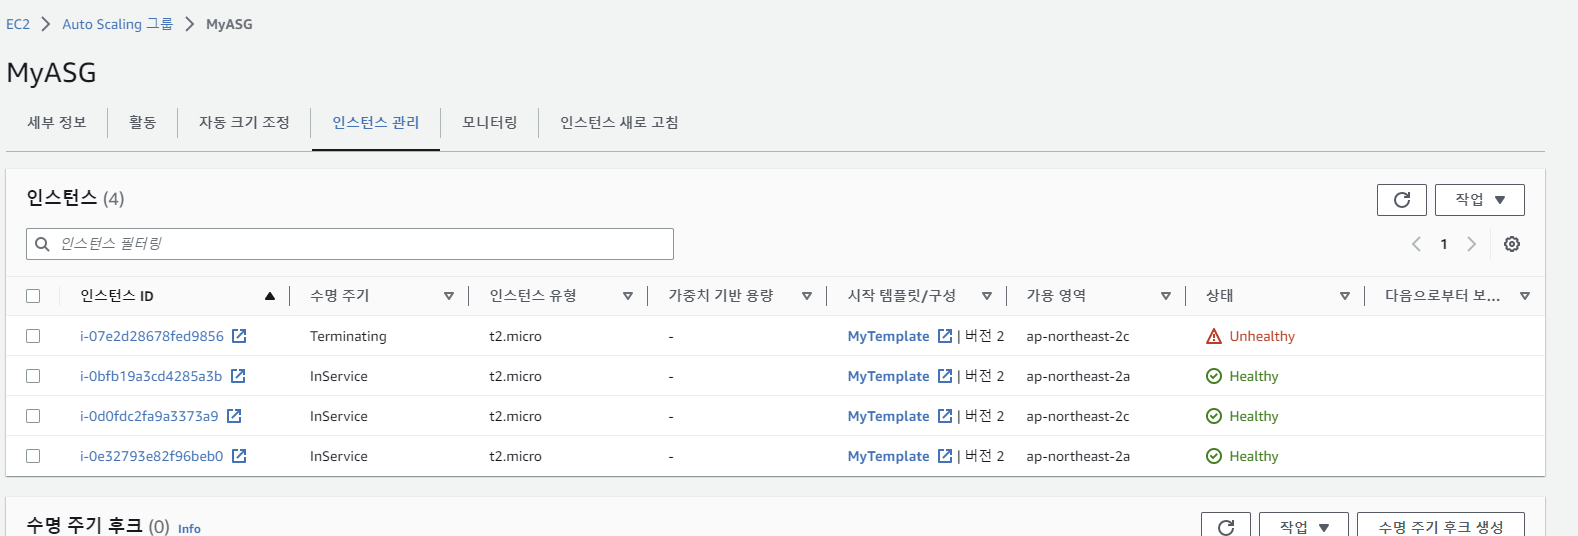 EC2 > Auto Scaling 그룹 > MyASG
MyASG
세부 정보 활동 자동 크기 조정 인스턴스 관리 모니터링 인스턴스 새로 고침
인스턴스 (4) 작업
인스턴스 필터링 1
인스턴스 ID 수명 주기 인스턴스 유형 가중치 기반 용량 시작 템플릿/구성 가용 영역 상태 다음으로부터 보...
i-07e2d28678fed9856 Terminating t2.micro - MyTemplate | 버전 2 ap-northeast-2c Unhealthy
i-0bfb19a3cd4285a3b InService t2.micro - MyTemplate | 버전 2 ap-northeast-2a Healthy
i-0d0fdc2fa9a3373a9 InService t2.micro - MyTemplate | 버전 2 ap-northeast-2c Healthy
i-0e32793e82f96beb0 InService t2.micro - MyTemplate | 버전 2 ap-northeast-2a Healthy
수명 주기 후크 (0) Info 작업 수명 주기 후크 생성